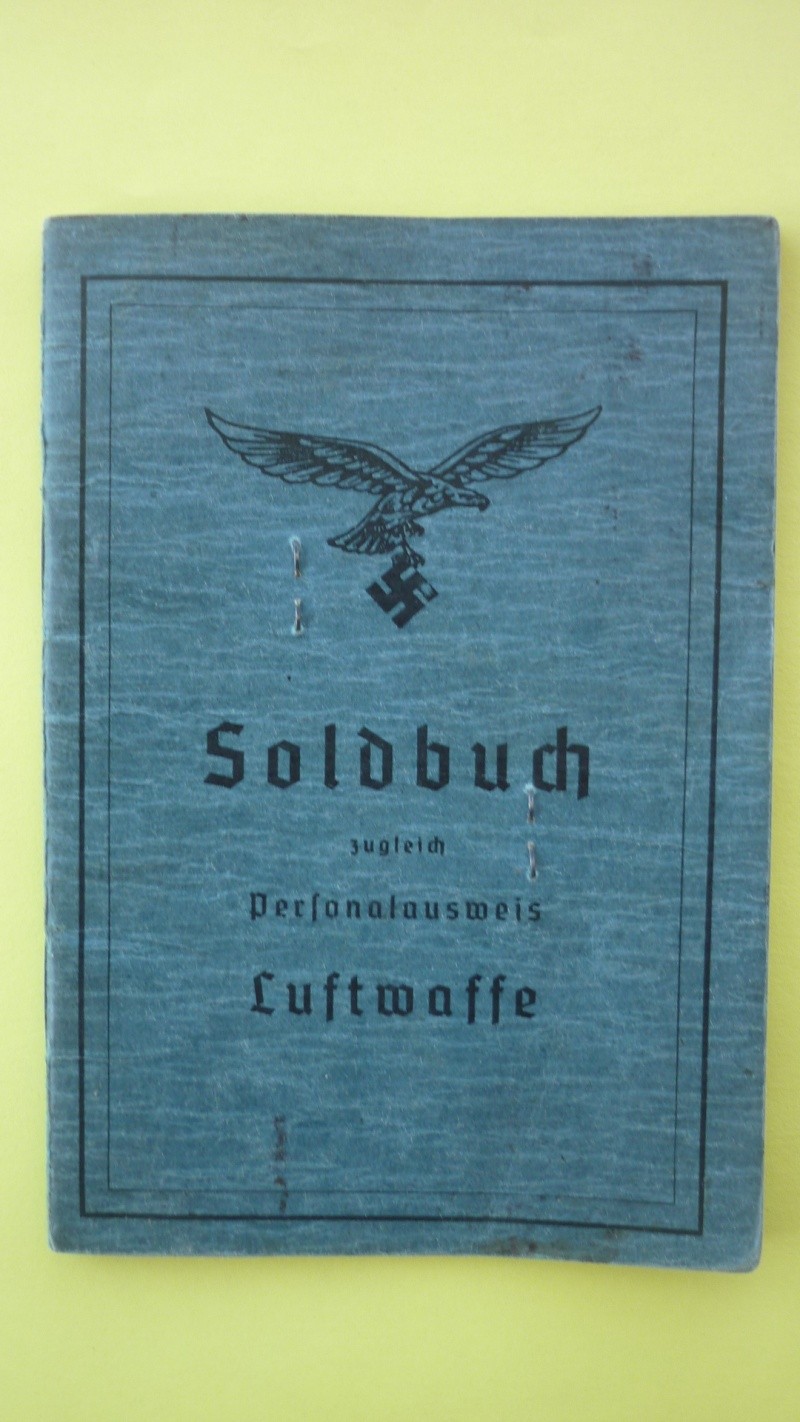 Soldbuch
zugleich
Perſonalausweis
Luftwaffe